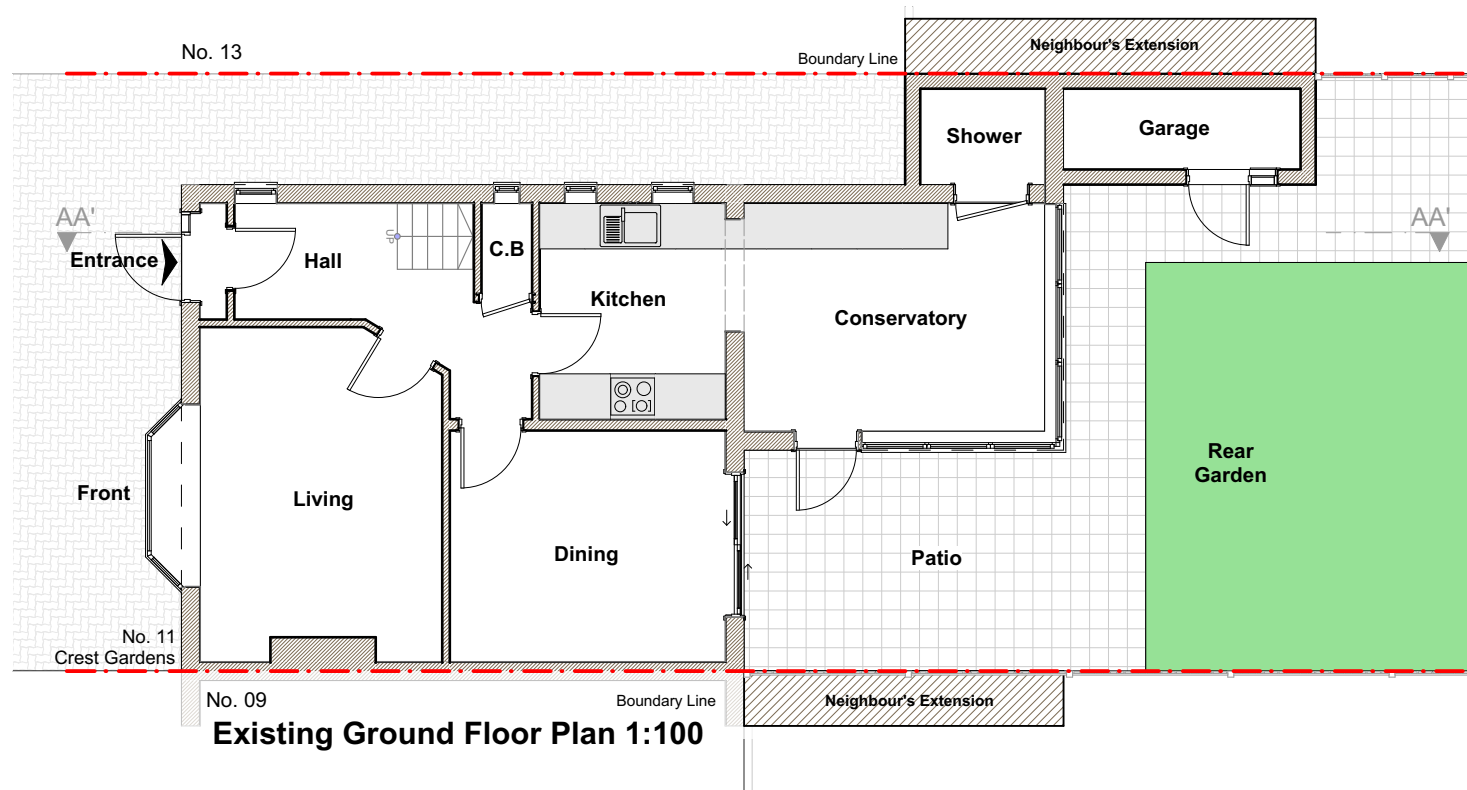 No. 13
Boundary Line
Neighbour's Extension
Shower
Garage
AA'
AA'
Entrance
Hall
UP
C.B
Kitchen
Conservatory
Front
Living
Dining
Patio
Rear
Garden
No. 11
Crest Gardens
No. 09
Boundary Line
Neighbour's Extension
Existing Ground Floor Plan 1:100